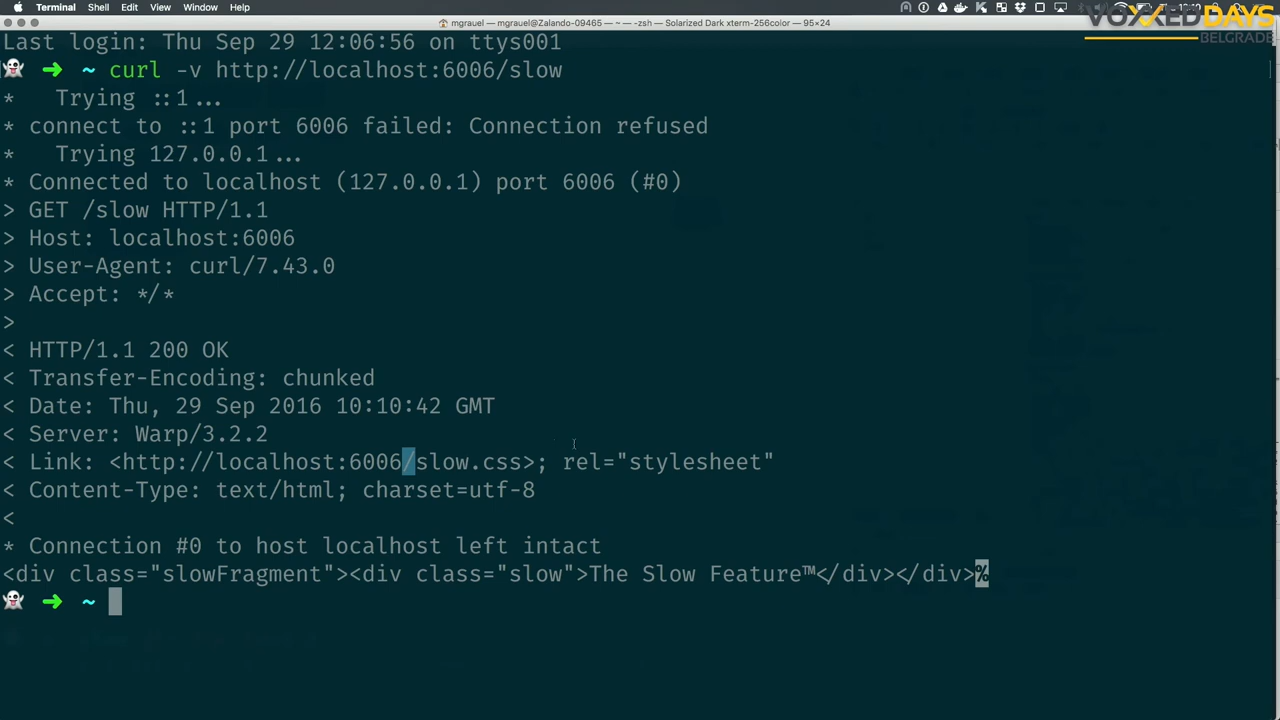 Terminal Shell Edit View Window Help
VOXXED DAYS
BELGRADE
mgrauel — mgrauel@Zalando-09465 — ~ — -zsh — Solarized Dark xterm-256color — 95×24
Last login: Thu Sep 29 12:06:56 on ttys001
➜ ~ curl -v http://localhost:6006/slow
* Trying ::1...
* connect to ::1 port 6006 failed: Connection refused
* Trying 127.0.0.1...
* Connected to localhost (127.0.0.1) port 6006 (#0)
> GET /slow HTTP/1.1
> Host: localhost:6006
> User-Agent: curl/7.43.0
> Accept: */*
>
< HTTP/1.1 200 OK
< Transfer-Encoding: chunked
< Date: Thu, 29 Sep 2016 10:10:42 GMT
< Server: Warp/3.2.2
< Link: <http://localhost:6006/slow.css>; rel="stylesheet"
< Content-Type: text/html; charset=utf-8
<
* Connection #0 to host localhost left intact
<div class="slowFragment"><div class="slow">The Slow Feature™</div></div>%
➜ ~